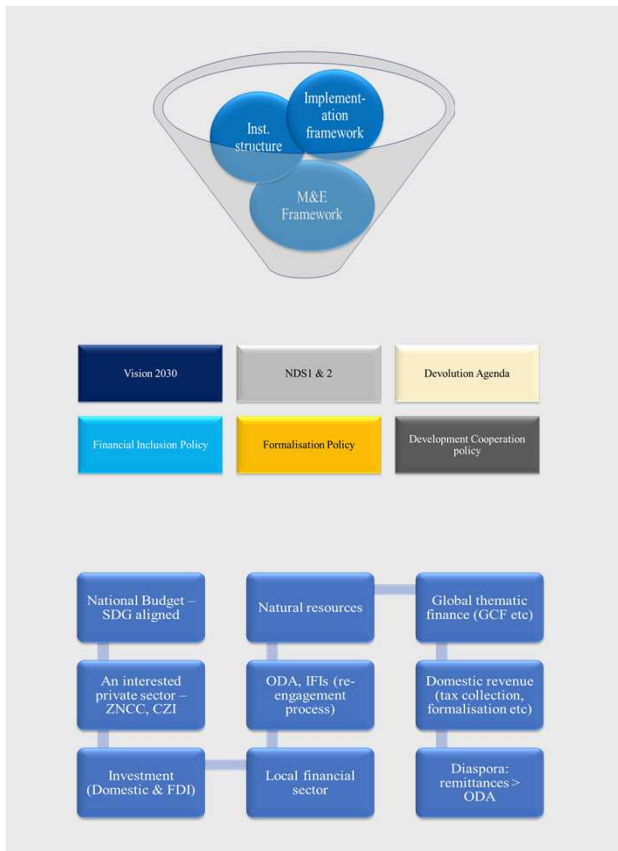 Implement-
ation
framework
Inst.
structure
M&E
Framework
Vision 2030
NDS1 & 2
Devolution Agenda
Financial Inclusion Policy
Formalisation Policy
Development Cooperation
policy
National Budget –
SDG aligned
Natural resources
Global thematic
finance (GCF etc)
An interested
private sector –
ZNCC, CZI
ODA, IFIs (re-
engagement
process)
Domestic revenue
(tax collection,
formalisation etc)
Investment
(Domestic & FDI)
Local financial
sector
Diaspora:
remittances >
ODA